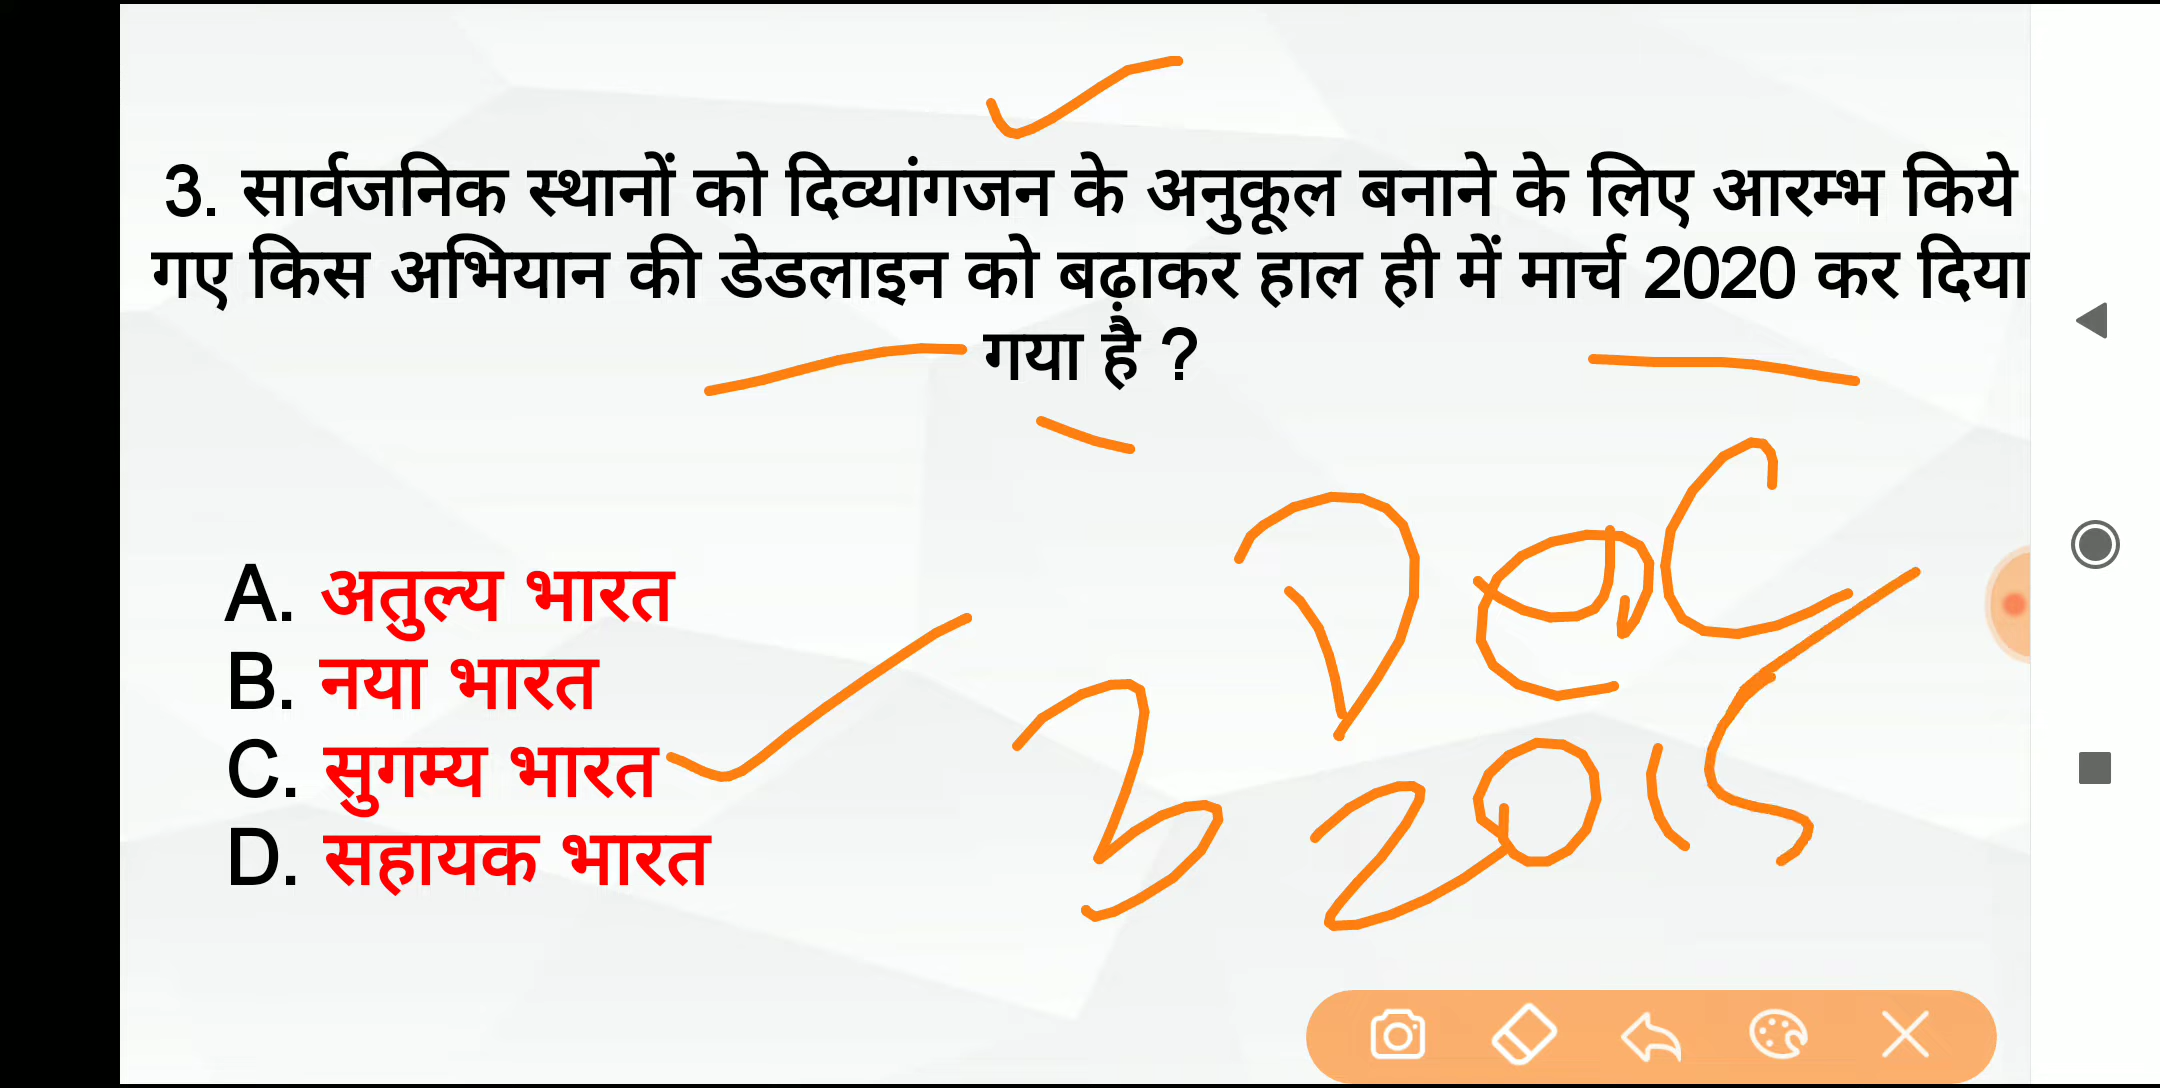 3. सार्वजनिक स्थानों को दिव्यांगजन के अनुकूल बनाने के लिए आरम्भ किये
गए किस अभियान की डेडलाइन को बढ़ाकर हाल ही में मार्च 2020 कर दिया
गया है ?
A. अतुल्य भारत
B. नया भारत
C. सुगम्य भारत
D. सहायक भारत
3 Dec
2015